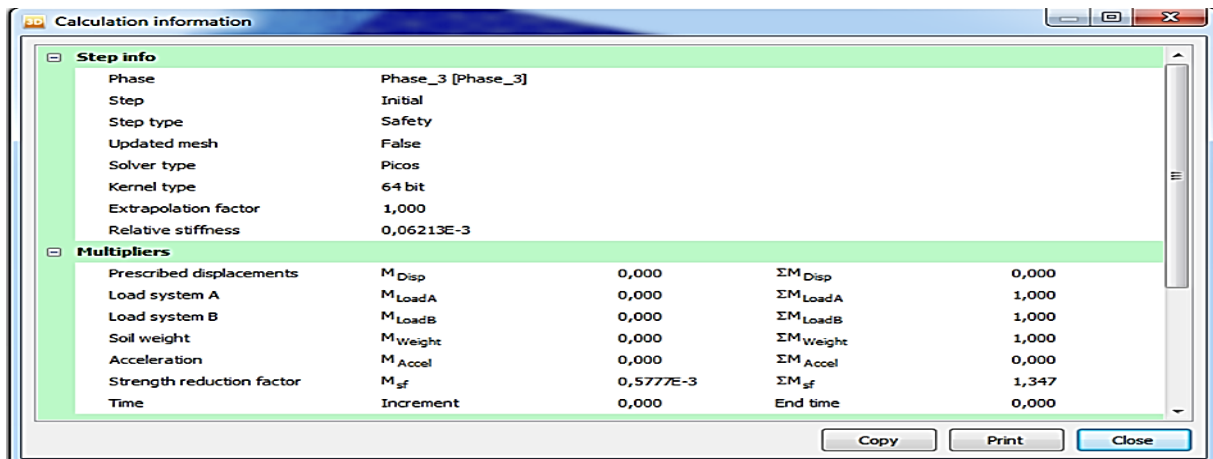 3D Calculation information
Step info
Phase Phase_3 [Phase_3]
Step Initial
Step type Safety
Updated mesh False
Solver type Picos
Kernel type 64 bit
Extrapolation factor 1,000
Relative stiffness 0,06213E-3
Multipliers
Prescribed displacements M Disp 0,000 ΣM Disp 0,000
Load system A M LoadA 0,000 ΣM LoadA 1,000
Load system B M LoadB 0,000 ΣM LoadB 1,000
Soil weight M Weight 0,000 ΣM Weight 1,000
Acceleration M Accel 0,000 ΣM Accel 0,000
Strength reduction factor M sf 0,5777E-3 ΣM sf 1,347
Time Increment 0,000 End time 0,000
Copy Print Close